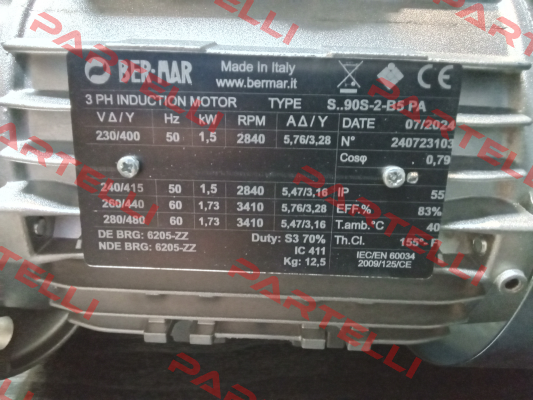 BER-MAR
Made in Italy
www.bermar.it
CE
3 PH INDUCTION MOTOR TYPE S..90S-2-B5 PA
V Δ / Y Hz kW RPM A Δ / Y DATE 07/2024
230/400 50 1,5 2840 5,76/3,28 N° 240723103
Cosφ 0,79
240/415 50 1,5 2840 5,47/3,16 IP 55
260/440 60 1,73 3410 5,76/3,28 EFF.% 83%
280/480 60 1,73 3410 5,47/3,16 T.amb.°C 40
DE BRG: 6205-ZZ Duty: S3 70% Th.Cl. 155°- F
NDE BRG: 6205-ZZ IC 411 IEC/EN 60034
Kg: 12,5 2009/125/CE
PARTELLI
PARTELLI
PARTELLI
PARTELLI
PARTELLI